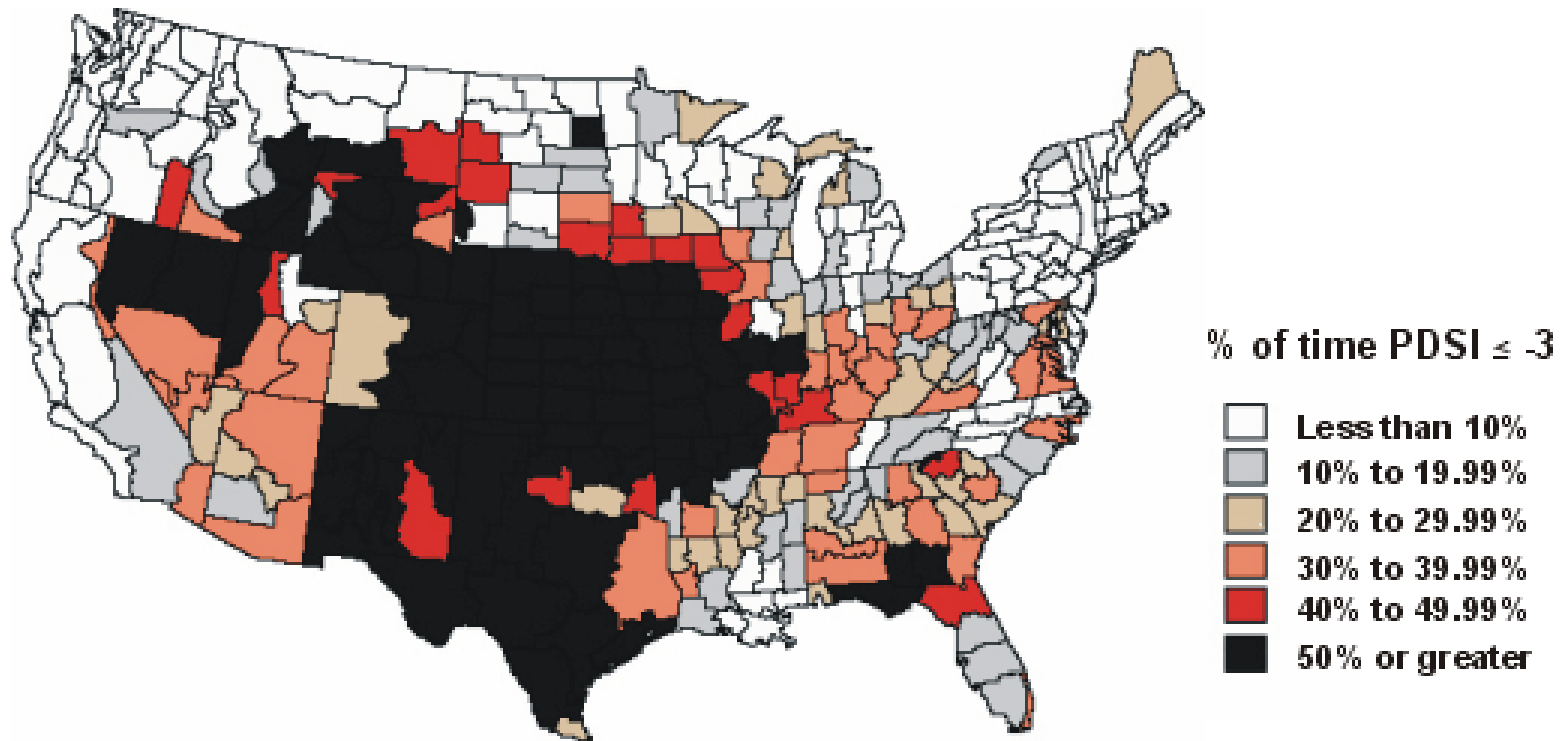 % of time PDSI ≤ -3
Less than 10%
10% to 19.99%
20% to 29.99%
30% to 39.99%
40% to 49.99%
50% or greater